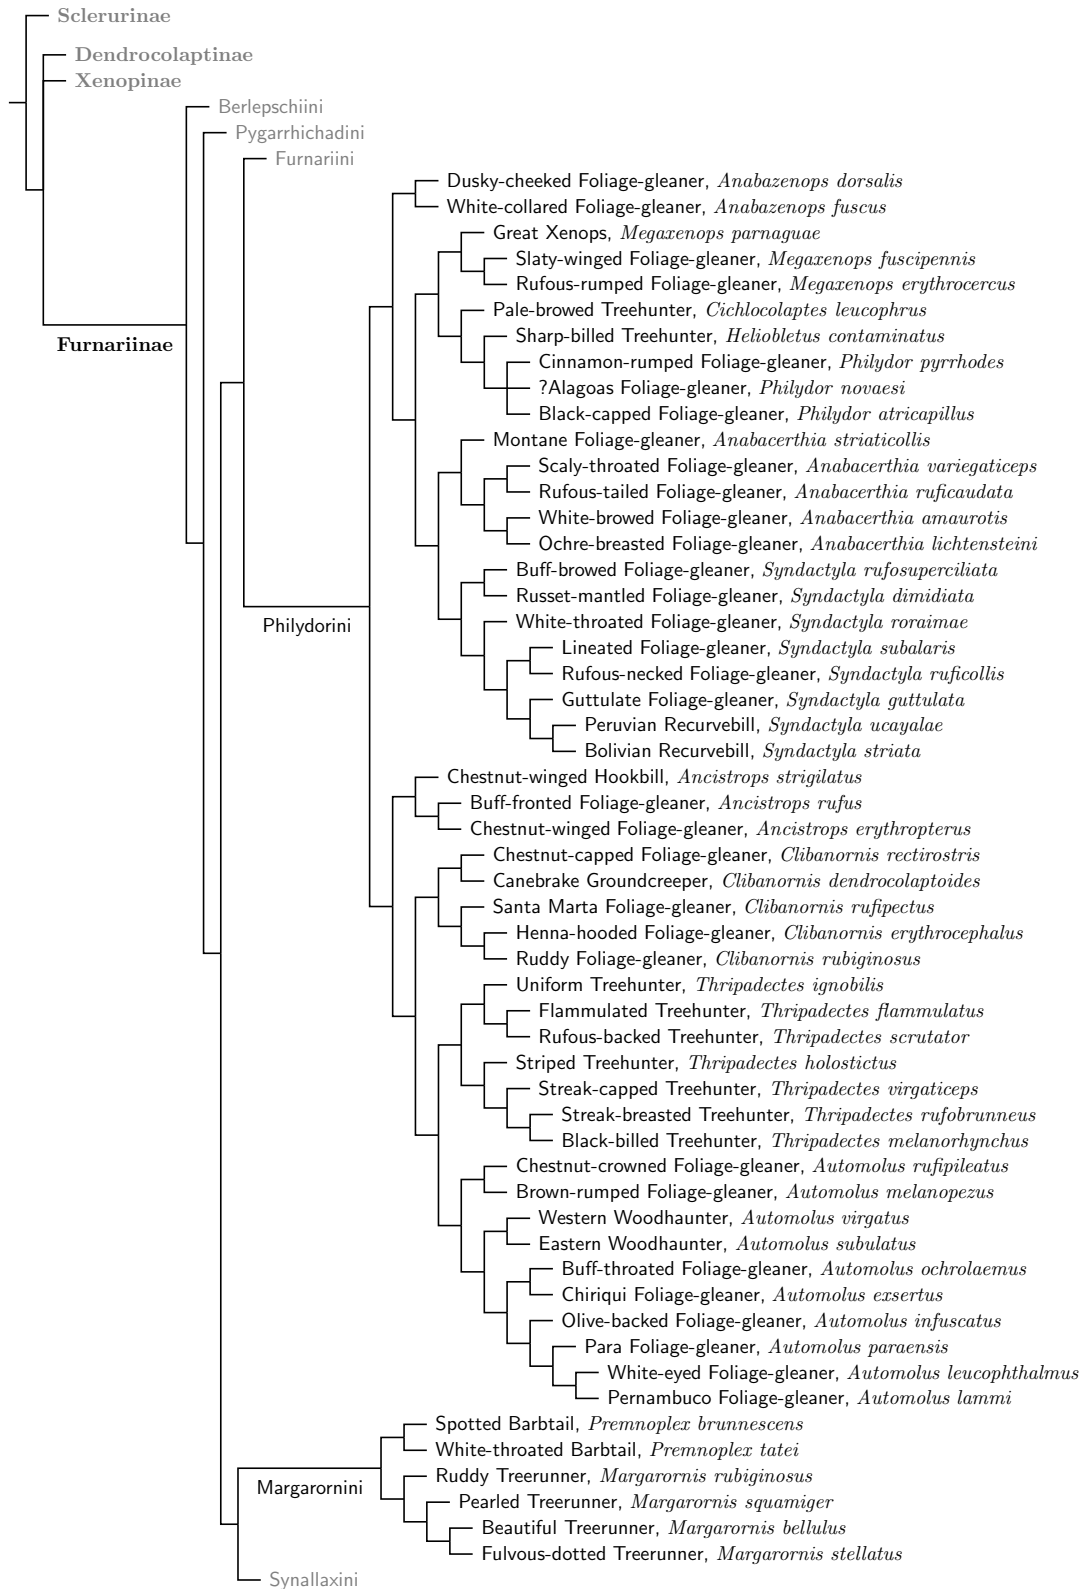 Sclerurinae
Dendrocolaptinae
Xenopinae
Berlepschiini
Pygarrhichadini
Furnariini
Dusky-cheeked Foliage-gleaner, Anabazenops dorsalis
White-collared Foliage-gleaner, Anabazenops fuscus
Great Xenops, Megaxenops parnaguae
Slaty-winged Foliage-gleaner, Megaxenops fuscipennis
Rufous-rumped Foliage-gleaner, Megaxenops erythrocercus
Pale-browed Treehunter, Cichlocolaptes leucophrus
Sharp-billed Treehunter, Heliobletus contaminatus
Furnariinae
Cinnamon-rumped Foliage-gleaner, Philydor pyrrhodes
?Alagoas Foliage-gleaner, Philydor novaesi
Black-capped Foliage-gleaner, Philydor atricapillus
Montane Foliage-gleaner, Anabacerthia striaticollis
Scaly-throated Foliage-gleaner, Anabacerthia variegaticeps
Rufous-tailed Foliage-gleaner, Anabacerthia ruficaudata
White-browed Foliage-gleaner, Anabacerthia amaurotis
Ochre-breasted Foliage-gleaner, Anabacerthia lichtensteini
Buff-browed Foliage-gleaner, Syndactyla rufosuperciliata
Russet-mantled Foliage-gleaner, Syndactyla dimidiata
White-throated Foliage-gleaner, Syndactyla roraimae
Philydorini
Lineated Foliage-gleaner, Syndactyla subalaris
Rufous-necked Foliage-gleaner, Syndactyla ruficollis
Guttulate Foliage-gleaner, Syndactyla guttulata
Peruvian Recurvebill, Syndactyla ucayalae
Bolivian Recurvebill, Syndactyla striata
Chestnut-winged Hookbill, Ancistrops strigilatus
Buff-fronted Foliage-gleaner, Ancistrops rufus
Chestnut-winged Foliage-gleaner, Ancistrops erythropterus
Chestnut-capped Foliage-gleaner, Clibanornis rectirostris
Canebrake Groundcreeper, Clibanornis dendrocolaptoides
Santa Marta Foliage-gleaner, Clibanornis rufipectus
Henna-hooded Foliage-gleaner, Clibanornis erythrocephalus
Ruddy Foliage-gleaner, Clibanornis rubiginosus
Uniform Treehunter, Thripadectes ignobilis
Flammulated Treehunter, Thripadectes flammulatus
Rufous-backed Treehunter, Thripadectes scrutator
Striped Treehunter, Thripadectes holostictus
Streak-capped Treehunter, Thripadectes virgaticeps
Streak-breasted Treehunter, Thripadectes rufobrunneus
Black-billed Treehunter, Thripadectes melanorhynchus
Chestnut-crowned Foliage-gleaner, Automolus rufipileatus
Brown-rumped Foliage-gleaner, Automolus melanopezus
Western Woodhaunter, Automolus virgatus
Eastern Woodhaunter, Automolus subulatus
Buff-throated Foliage-gleaner, Automolus ochrolaemus
Chiriqui Foliage-gleaner, Automolus exsertus
Olive-backed Foliage-gleaner, Automolus infuscatus
Para Foliage-gleaner, Automolus paraensis
White-eyed Foliage-gleaner, Automolus leucophthalmus
Pernambuco Foliage-gleaner, Automolus lammi
Spotted Barbtail, Premnoplex brunnescens
White-throated Barbtail, Premnoplex tatei
Ruddy Treerunner, Margarornis rubiginosus
Margarornini
Pearled Treerunner, Margarornis squamiger
Beautiful Treerunner, Margarornis bellulus
Fulvous-dotted Treerunner, Margarornis stellatus
Synallaxini